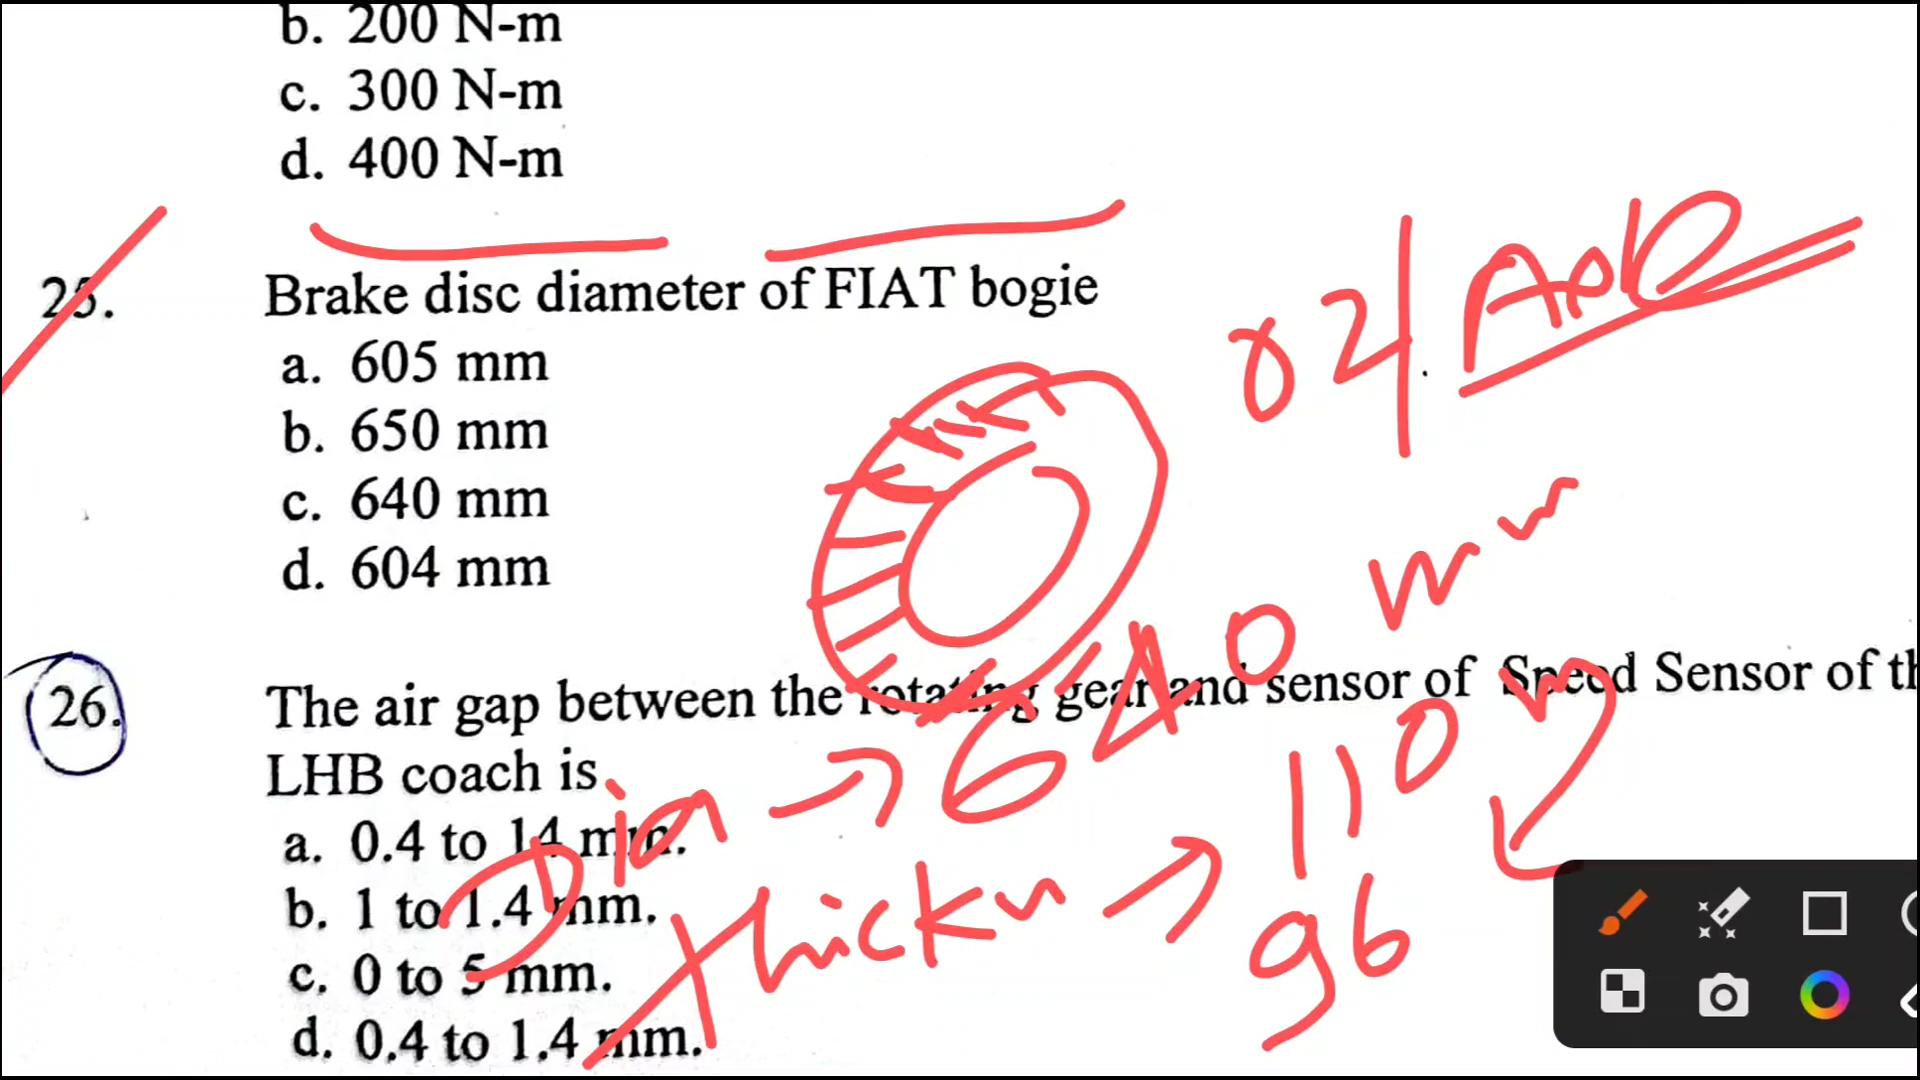 b. 200 N-m
c. 300 N-m
d. 400 N-m
25. Brake disc diameter of FIAT bogie
a. 605 mm
b. 650 mm
c. 640 mm
d. 604 mm
02/
26. The air gap between the rotating gear and sensor of Speed Sensor of
LHB coach is
a. 0.4 to 14 mm.
b. 1 to 1.4 mm.
c. 0 to 5 mm.
d. 0.4 to 1.4 mm.
Dia → 640 mm
thickn → 110 m
96